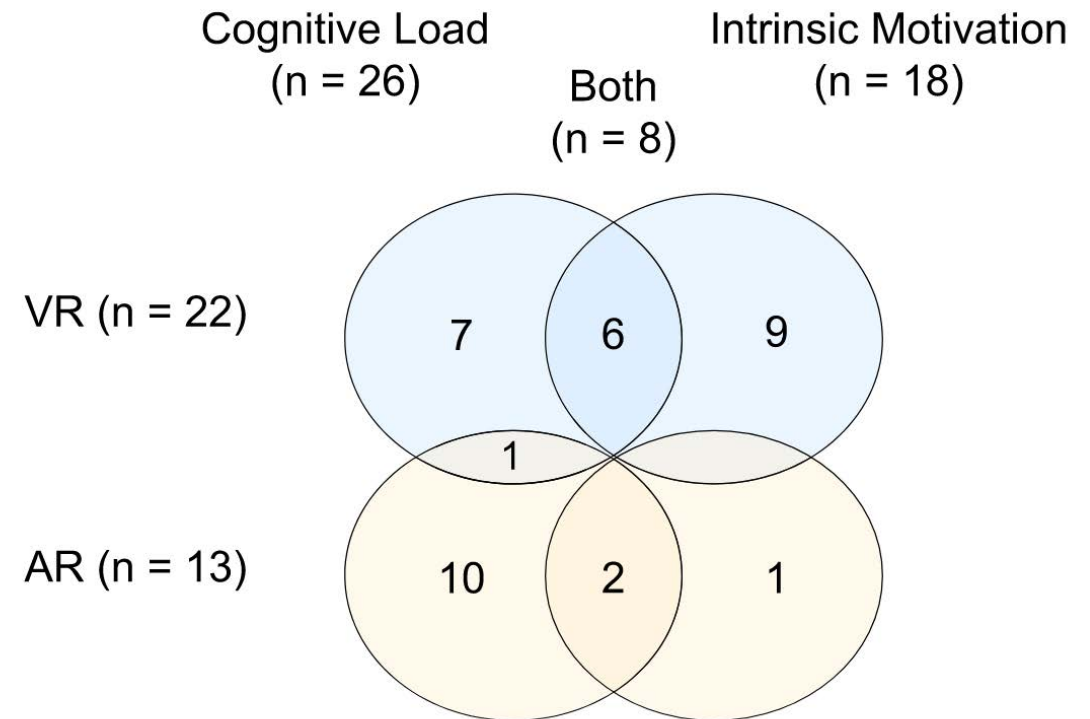 Cognitive Load
(n = 26)
Both
(n = 8)
Intrinsic Motivation
(n = 18)
VR (n = 22)
7
6
9
1
AR (n = 13)
10
2
1